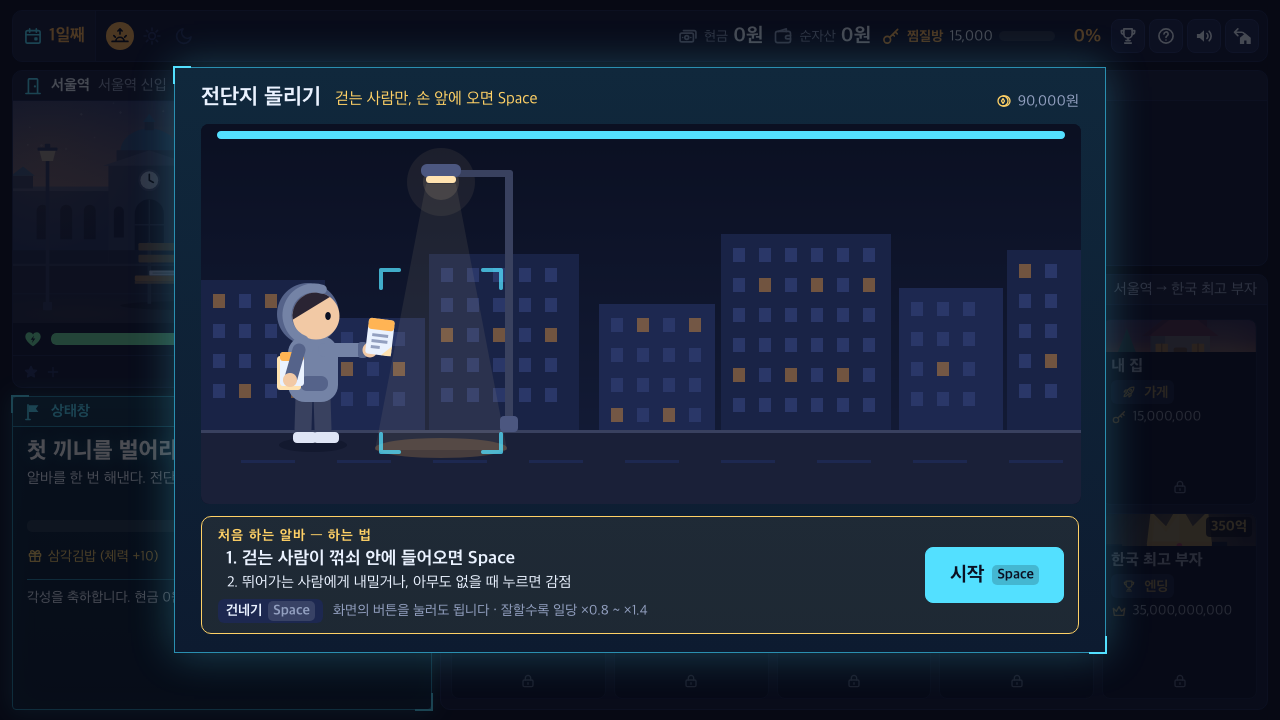 1일째
현금 0원
순자산 0원
찜질방 15,000
0%
서울역 서울역 신입
전단지 돌리기 걷는 사람만, 손 앞에 오면 Space
90,000원
서울역 → 한국 최고 부자
내 집
가게
15,000,000
상태창
첫 끼니를 벌어라
알바를 한 번 해낸다. 전단
삼각김밥 (체력 +10)
각성을 축하합니다. 현금 0원
350억
한국 최고 부자
엔딩
35,000,000,000
처음 하는 알바 — 하는 법
1. 걷는 사람이 꺾쇠 안에 들어오면 Space
2. 뛰어가는 사람에게 내밀거나, 아무도 없을 때 누르면 감점
건네기 Space 화면의 버튼을 눌러도 됩니다 · 잘할수록 일당 ×0.8 ~ ×1.4
시작 Space